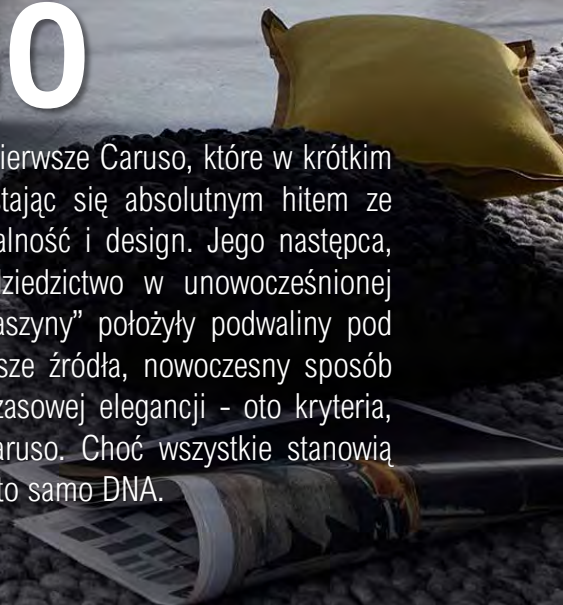 0
ierwsze Caruso, które w krótkim
tając się absolutnym hitem ze
alność i design. Jego następca,
ziedzictwo w unowocześnionej
aszyny” położyły podwaliny pod
sze źródła, nowoczesny sposób
zasowej elegancji - oto kryteria,
aruso. Choć wszystkie stanowią
to samo DNA.